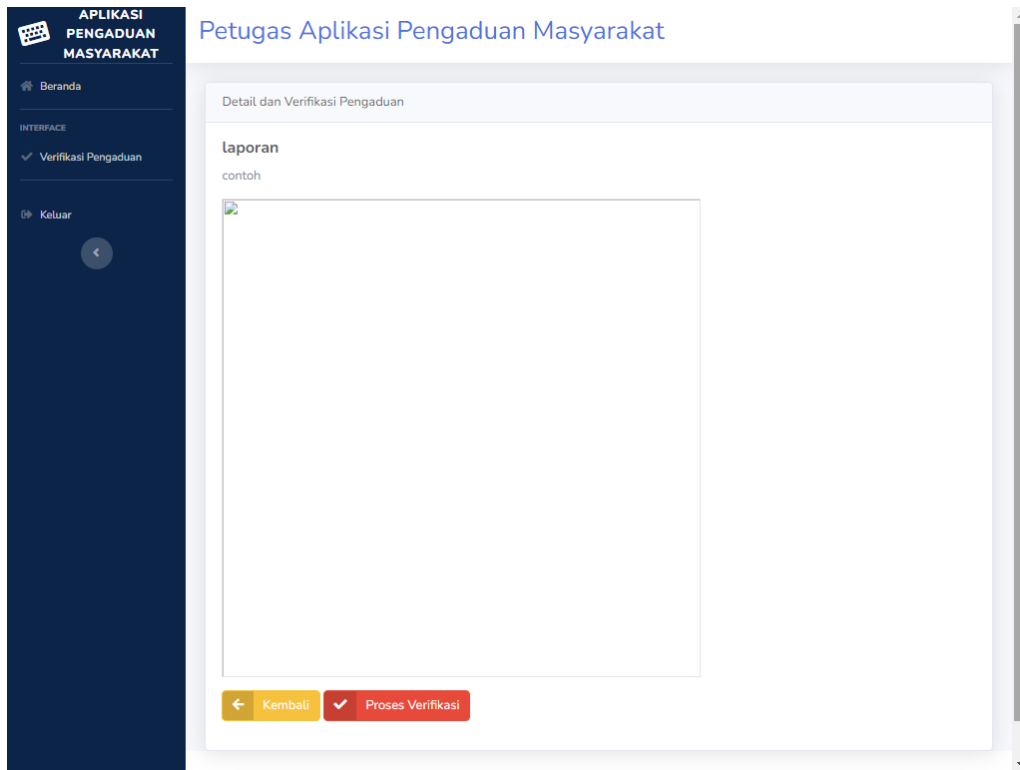 APLIKASI
PENGADUAN
MASYARAKAT
Beranda
INTERFACE
Verifikasi Pengaduan
Keluar
Petugas Aplikasi Pengaduan Masyarakat
Detail dan Verifikasi Pengaduan
laporan
contoh
Kembali
Proses Verifikasi